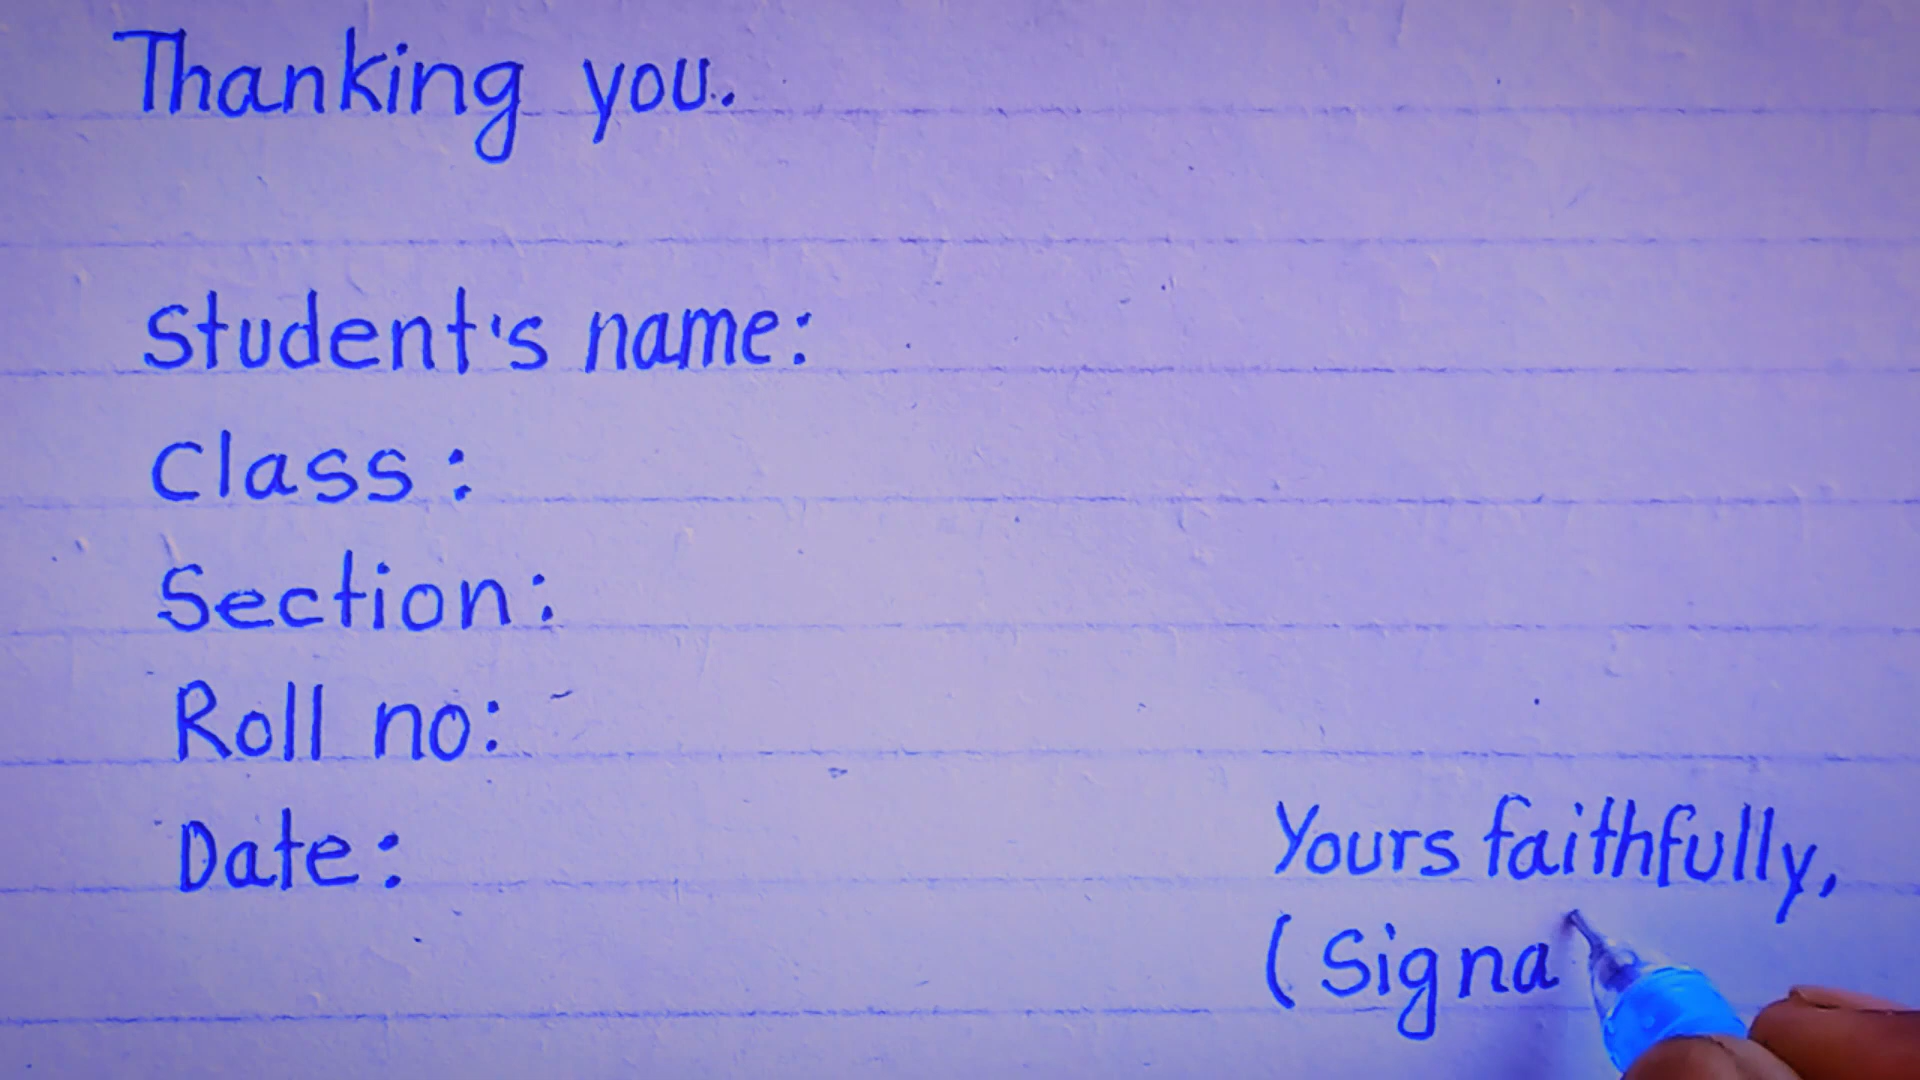 Thanking you.
Student's name:
Class:
Section:
Roll no:
Date:
Yours faithfully,
(Signa